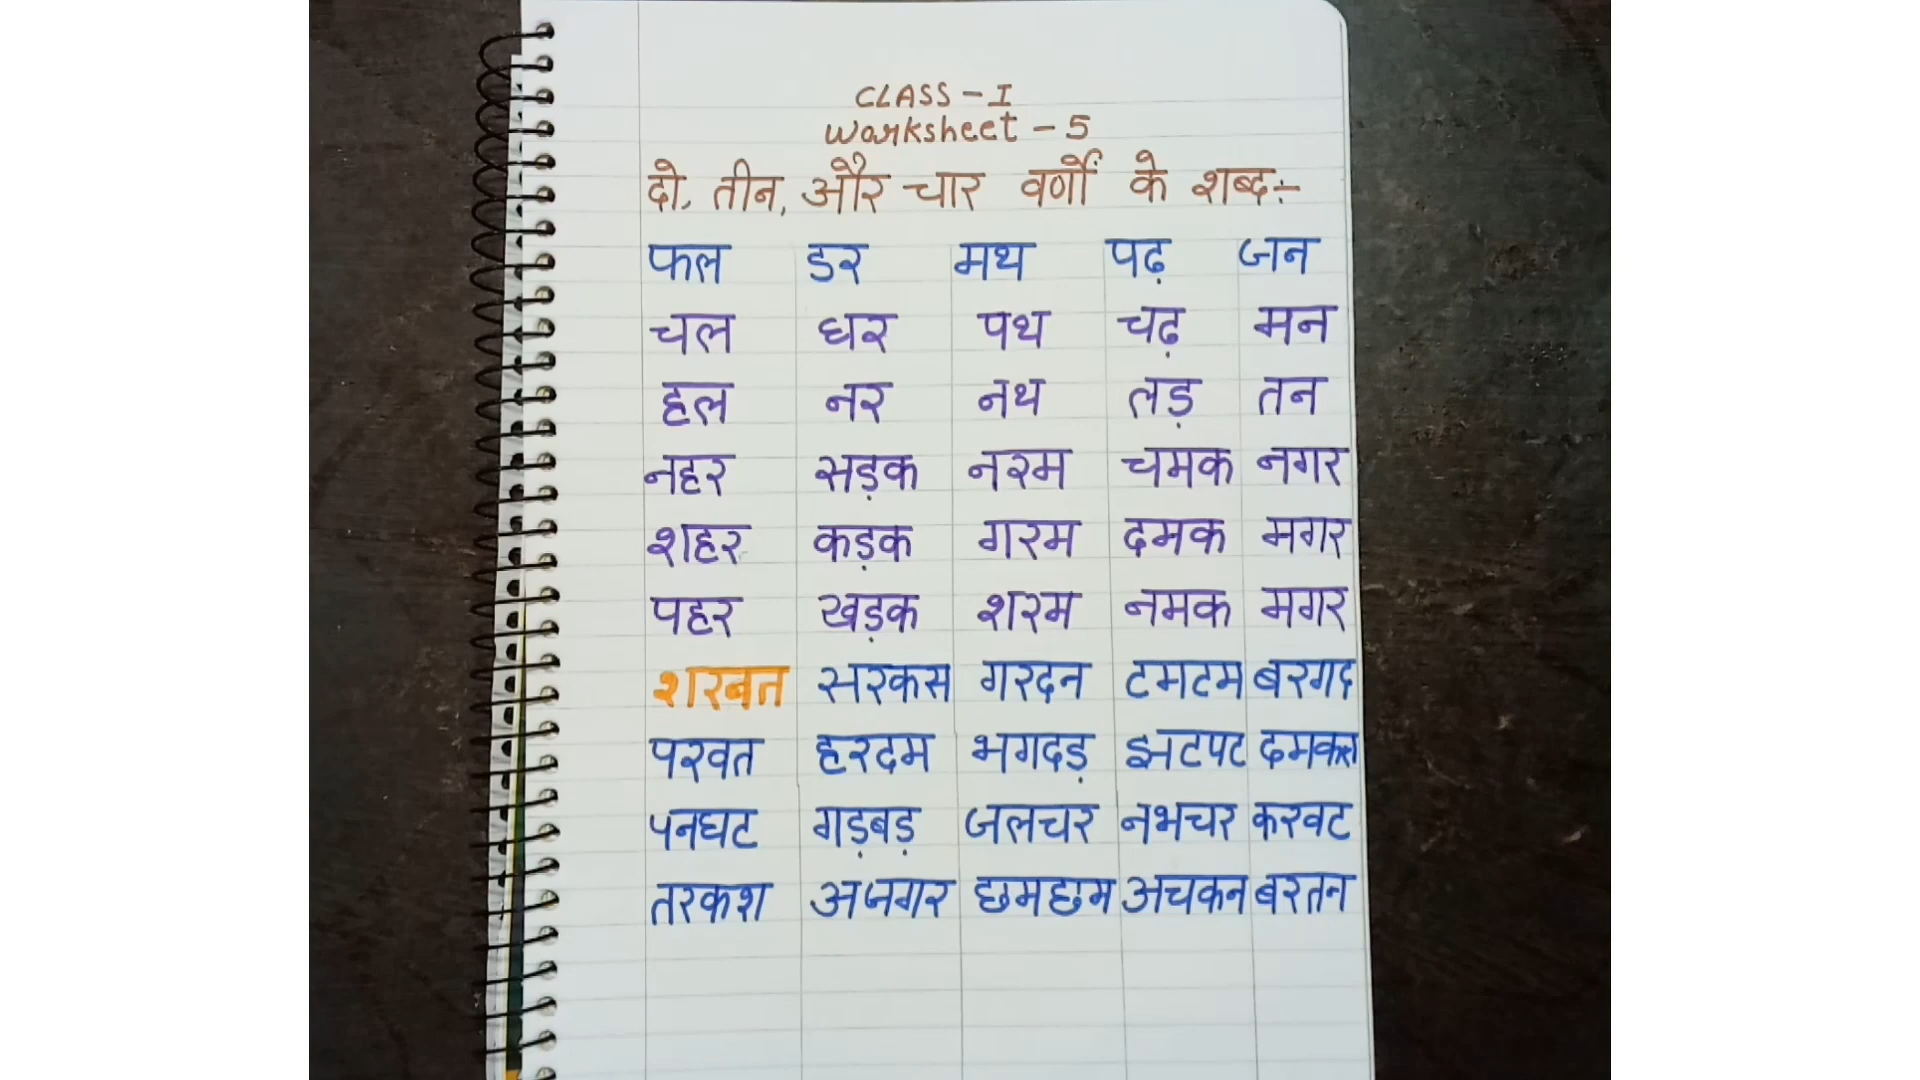 CLASS - I
Worksheet - 5
दो, तीन, और चार वर्णों के शब्द:-
फल डर मथ पढ़ जन
चल घर पथ चढ़ मन
हल नर नथ लड़ तन
नहर सड़क नरम चमक नगर
शहर कड़क गरम दमक मगर
पहर खड़क शरम नमक मगर
शरबत सरकस गरदन टमटम बरगद
परवत हरदम भगदड़ झटपट दमकल
पनघट गड़बड़ जलचर नभचर करवट
तरकश अजगर छमछम अचकन बरतन